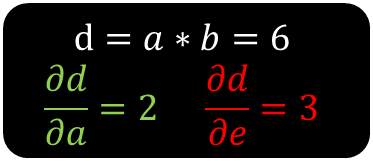 d = a ∗ b = 6
∂d/∂a = 2 ∂d/∂e = 3